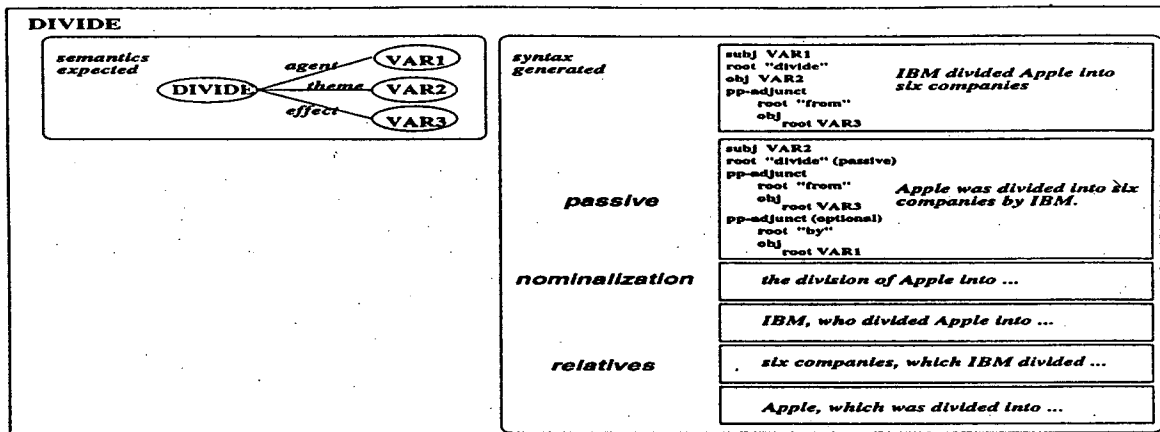 DIVIDE
semantics
expected
DIVIDE
agent
theme
effect
VAR1
VAR2
VAR3
syntax
generated
subj VAR1
root "divide"
obj VAR2
pp-adjunct
root "from"
obj
root VAR3
IBM divided Apple into
six companies
passive
subj VAR2
root "divide" (passive)
pp-adjunct
root "from"
obj
root VAR3
pp-adjunct (optional)
root "by"
obj
root VAR1
Apple was divided into six
companies by IBM.
nominalization
the division of Apple into ...
relatives
IBM, who divided Apple into ...
six companies, which IBM divided ...
Apple, which was divided into ...